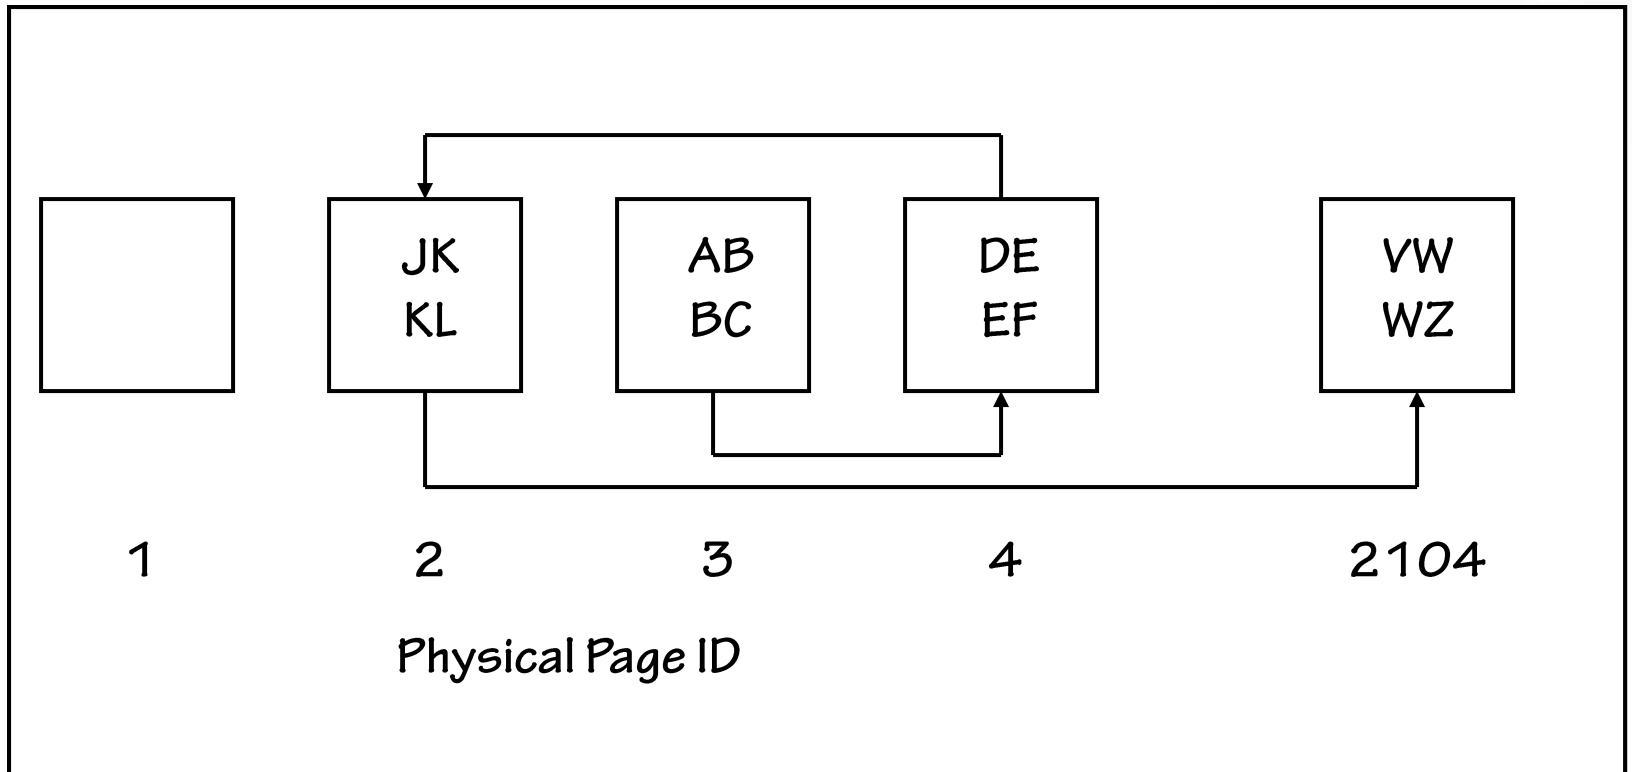 JK
KL
AB
BC
DE
EF
VW
WZ
1
2
3
4
2104
Physical Page ID